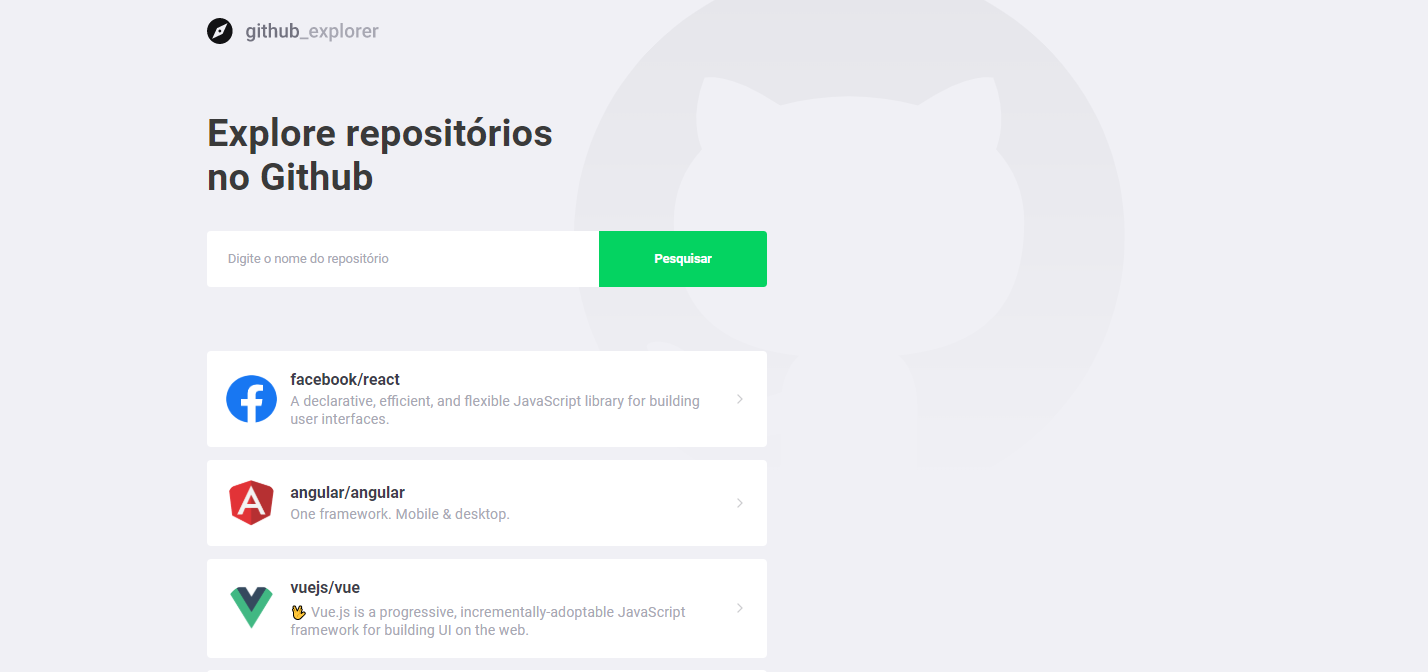 github_explorer
Explore repositórios
no Github
Digite o nome do repositório
Pesquisar
facebook/react
A declarative, efficient, and flexible JavaScript library for building
user interfaces.
angular/angular
One framework. Mobile & desktop.
vuejs/vue
🖖 Vue.js is a progressive, incrementally-adoptable JavaScript
framework for building UI on the web.